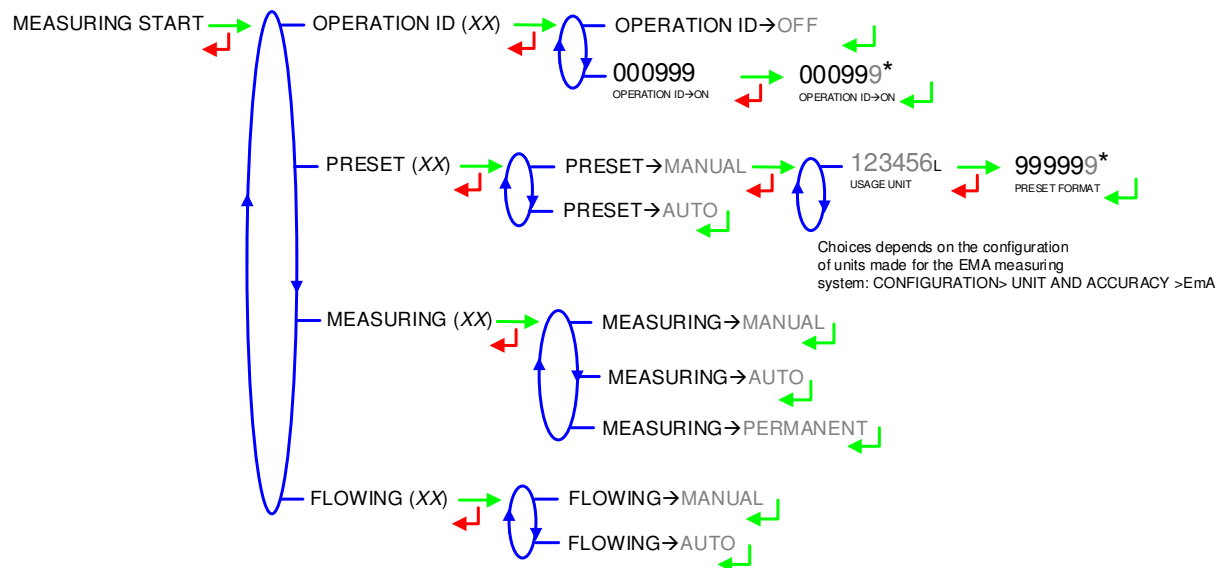 MEASURING START
OPERATION ID (XX)
OPERATION ID→OFF
000999
OPERATION ID→ON
000999*
OPERATION ID→ON
PRESET (XX)
PRESET→MANUAL
123456L
USAGE UNIT
999999*
PRESET FORMAT
PRESET→AUTO
Choices depends on the configuration
of units made for the EMA measuring
system: CONFIGURATION> UNIT AND ACCURACY >EmA
MEASURING (XX)
MEASURING→MANUAL
MEASURING→AUTO
MEASURING→PERMANENT
FLOWING (XX)
FLOWING→MANUAL
FLOWING→AUTO